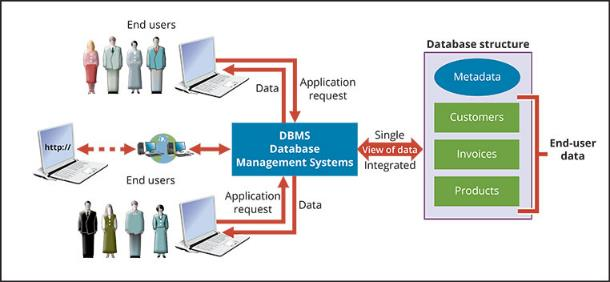 End users
Data
Application
request
http://
DBMS
Database
Management Systems
End users
Application
request
Data
Single
View of data
Integrated
Database structure
Metadata
Customers
Invoices
Products
End-user
data